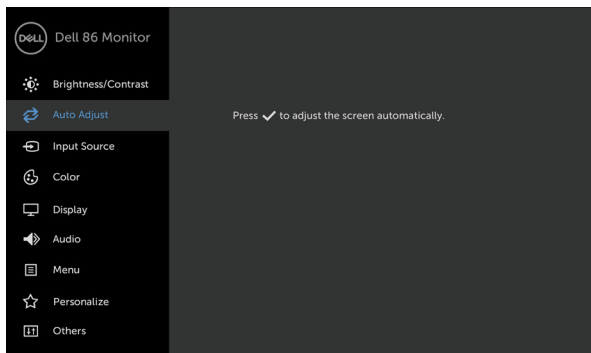 DELL Dell 86 Monitor
Brightness/Contrast
Auto Adjust
Press ✓ to adjust the screen automatically.
Input Source
Color
Display
Audio
Menu
Personalize
Others